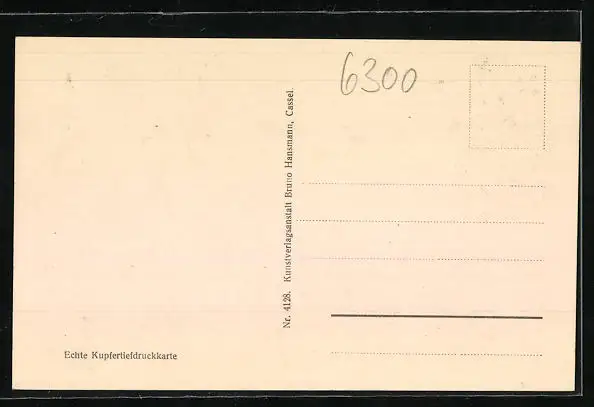 6300
Nr. 4128. Kunstverlagsanstalt Bruno Hansmann, Cassel.
Echte Kupfertiefdruckkarte